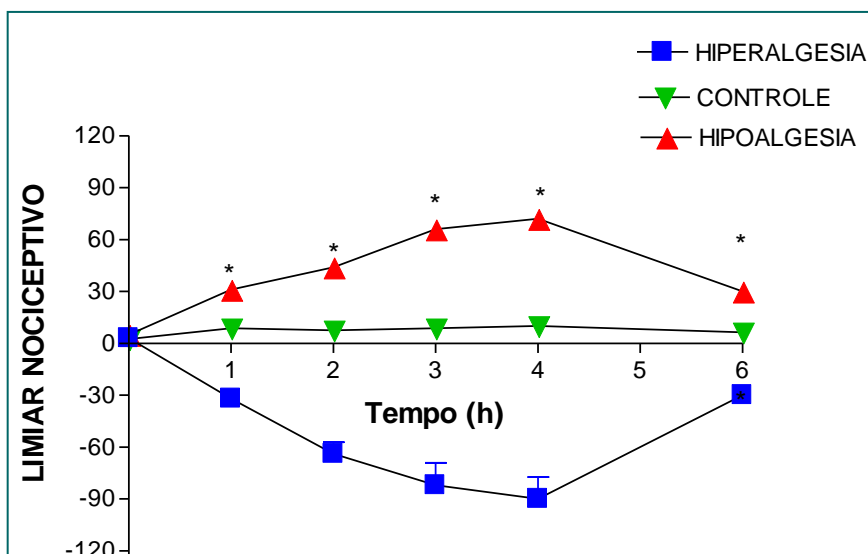 HIPERALGESIA
CONTROLE
HIPOALGESIA
LIMIAR NOCICEPTIVO
120
90
60
30
0
-30
-60
-90
-120
* * * * *
1 2 3 4 5 6
*
Tempo (h)